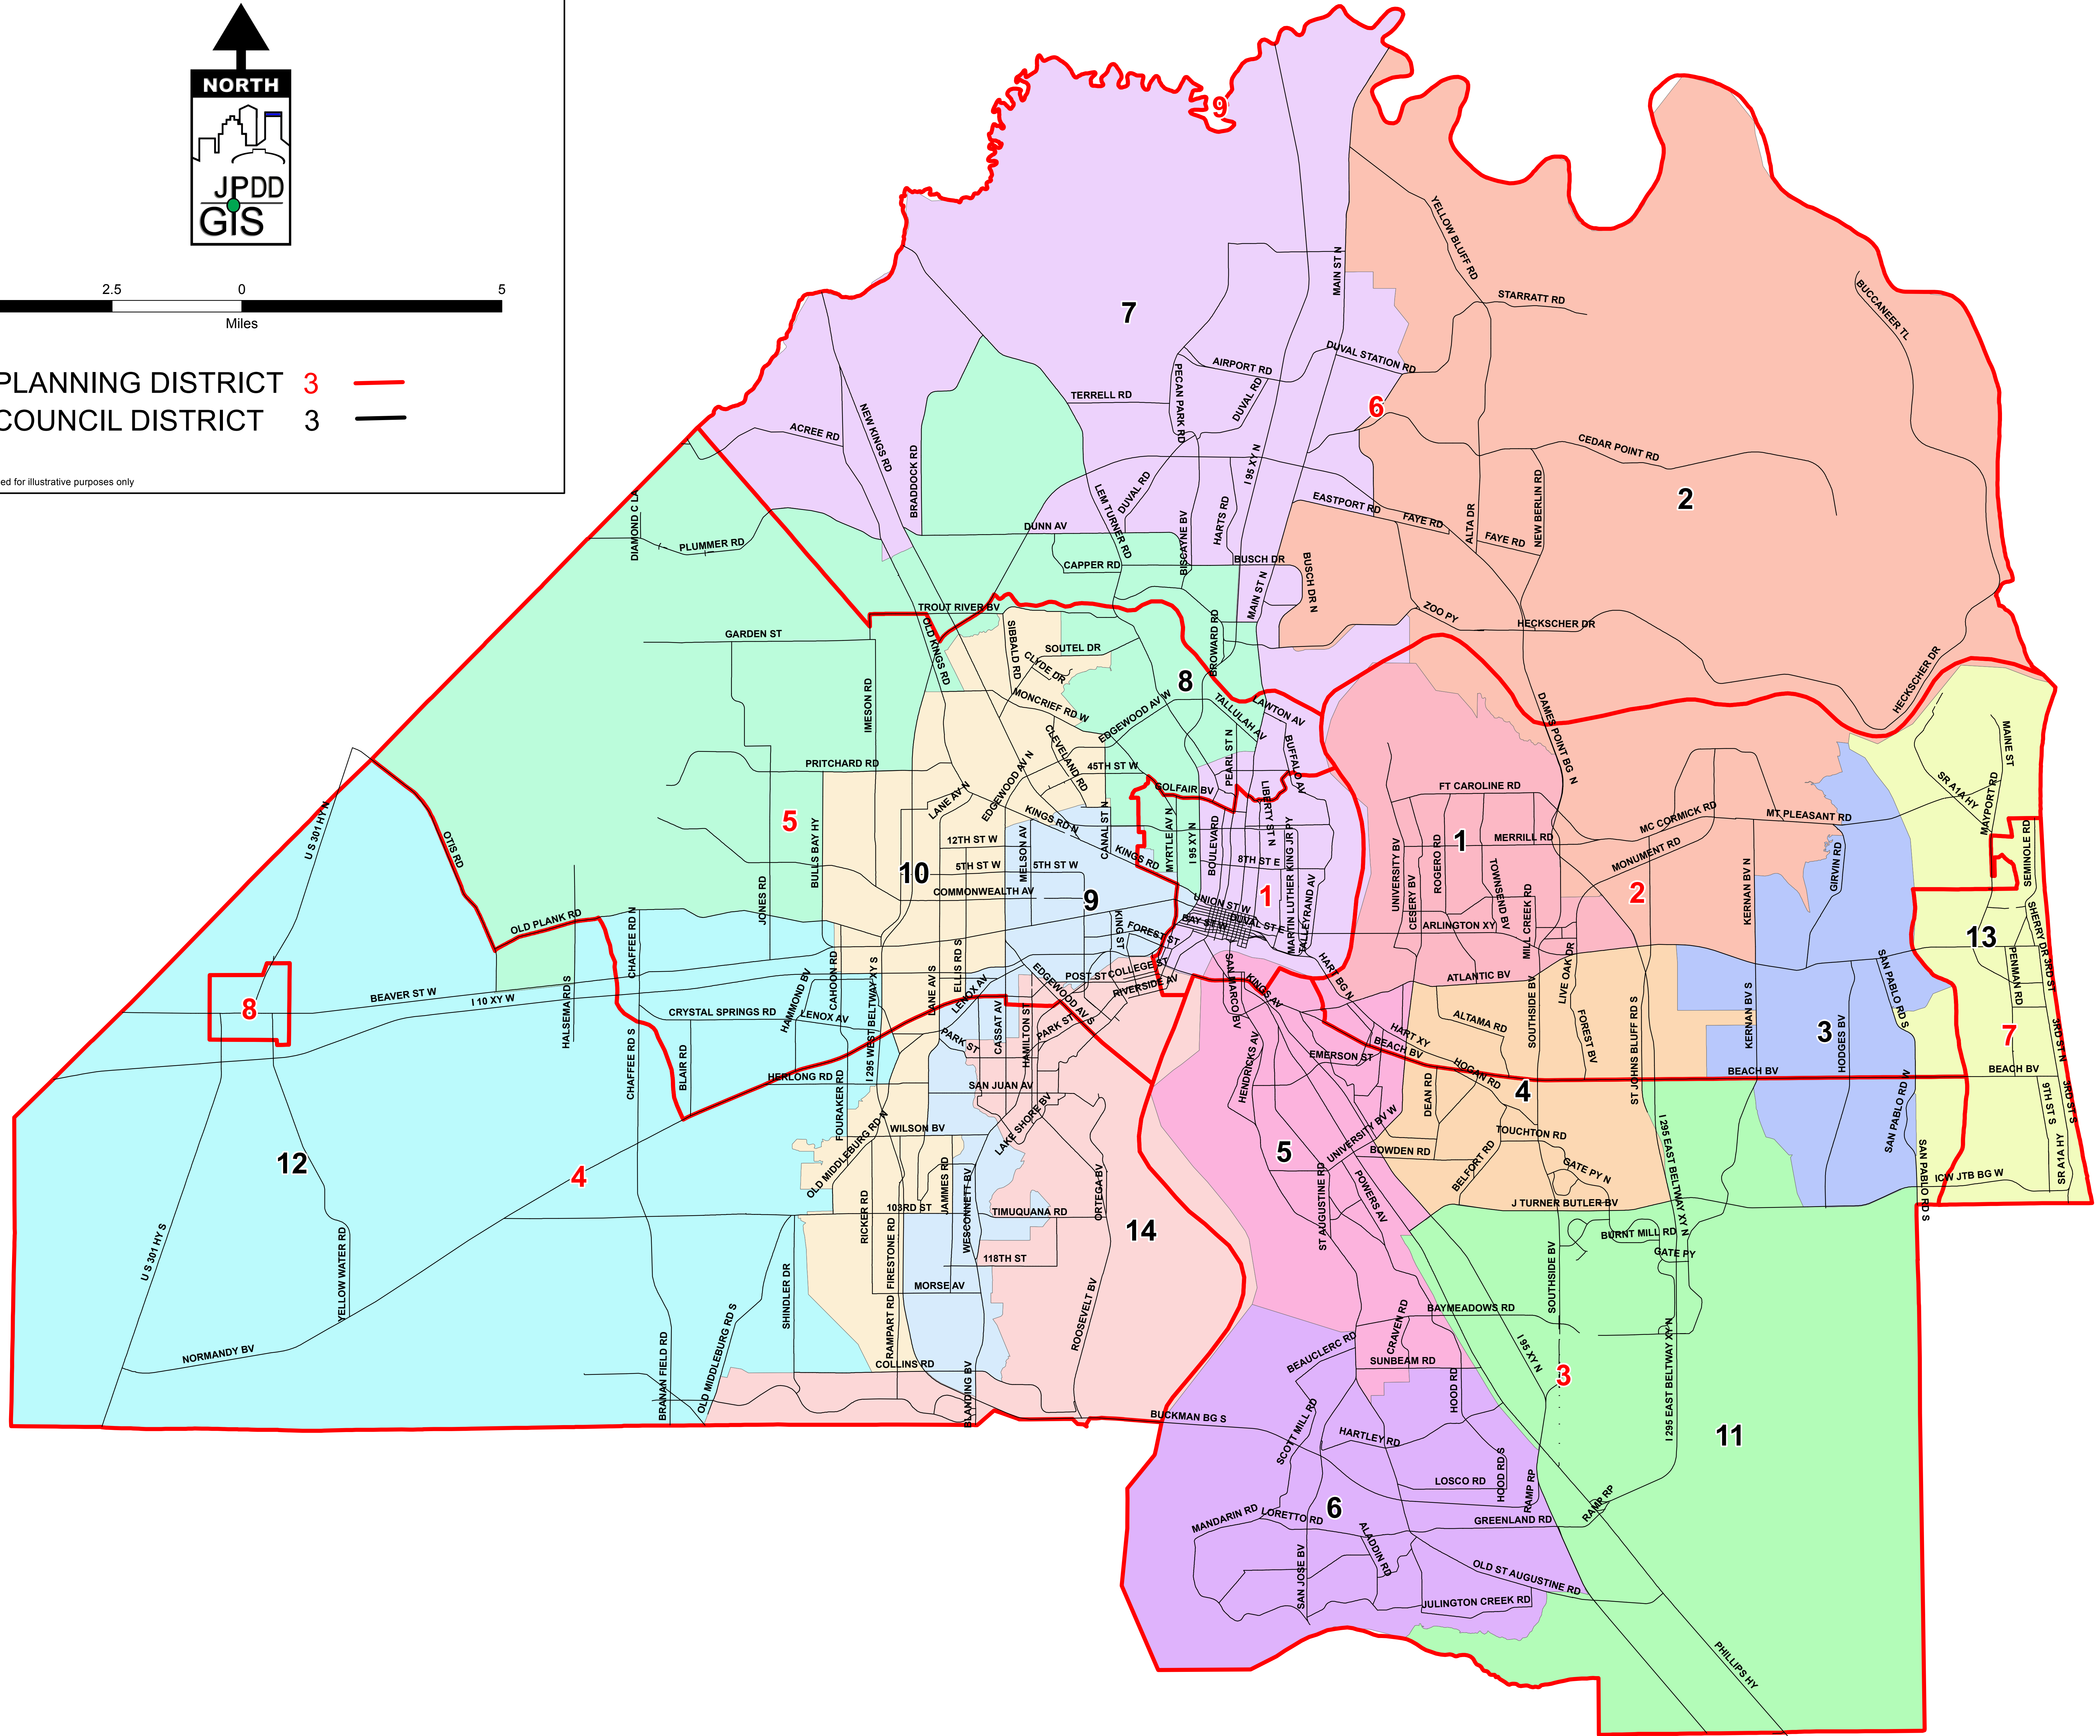 NORTH
JPDD
GIS
2.5 0 5
Miles
PLANNING DISTRICT 3
COUNCIL DISTRICT 3
ed for illustrative purposes only
9
YELLOW BLUFF RD
MAIN ST N
STARRATT RD
BUCCANEER TL
7
DUVAL STATION RD
AIRPORT RD
PECAN PARK RD
DUVAL RD
TERRELL RD
6
NEW KINGS RD
ACREE RD
BRADDOCK RD
CEDAR POINT RD
I 95 XY N
2
LEM TURNER RD
DUVAL RD
HARTS RD
EASTPORT RD
FAYE RD
ALTA DR
NEW BERLIN RD
FAYE RD
DIAMOND C LA
PLUMMER RD
DUNN AV
BISCAYNE BV
CAPPER RD
BUSCH DR
BUSCH DR N
MAIN ST N
TROUT RIVER BV
ZOO PY
HECKSCHER DR
GARDEN ST
OLD KINGS RD
SIBBALD RD
SOUTEL DR
CLYDE DR
BROWARD RD
8
HECKSCHER DR
IMESON RD
MONCRIEF RD W
EDGEWOOD AV W
TALLULAH AV
LAWTON AV
DAMES POINT BG N
MAINE ST
CLEVELAND RD
PEARL ST N
BUFFALO AV
PRITCHARD RD
EDGEWOOD AV N
45TH ST W
GOLFAIR BV
FT CAROLINE RD
SR A1A HY
MAYPORT RD
LANE AV N
LIBERTY ST N
5
KINGS RD N
CANAL ST N
MC CORMICK RD
MT PLEASANT RD
U S 301 HY N
OTIS RD
BULLS BAY HY
12TH ST W
MELSON AV
KINGS RD
MYRTLE AV N
I 95 XY N
BOULEVARD
8TH ST E
MARTIN LUTHER KING JR PY
UNIVERSITY BV
ROGERO RD
1
MERRILL RD
MONUMENT RD
GIRVIN RD
SEMINOLE RD
10
5TH ST W
5TH ST W
COMMONWEALTH AV
9
1
TALLEYRAND AV
CESERY BV
TOWNSEND BV
MILL CREEK RD
2
KERNAN BV N
JONES RD
OLD PLANK RD
CHAFFEE RD N
KING ST
FOREST ST
UNION ST W
BAY ST W
DUVAL ST E
ARLINGTON XY
SHERRY DR
3RD ST
13
CAHOON RD
HAMMOND BV
I 295 WEST BELTWAY XY S
LANE AV S
ELLIS RD S
LENOX AV
EDGEWOOD AV S
POST ST
COLLEGE ST
RIVERSIDE AV
SAN MARCO BV
KINGS AV
HART BG N
ATLANTIC BV
LIVE OAK DR
SAN PABLO RD S
PENMAN RD
8
BEAVER ST W
I 10 XY W
HALSEMA RD S
CRYSTAL SPRINGS RD
LENOX AV
CASSAT AV
HAMILTON ST
PARK ST
PARK ST
ALTAMA RD
SOUTHSIDE BV
FOREST BV
ST JOHNS BLUFF RD S
KERNAN BV S
3
HODGES BV
7
3RD ST N
CHAFFEE RD S
BLAIR RD
HERLONG RD
FOURAKER RD
SAN JUAN AV
HENDRICKS AV
EMERSON ST
HART XY
BEACH BV
HOGAN RD
DEAN RD
4
BEACH BV
BEACH BV
SAN PABLO RD W
9TH ST S
3RD ST S
12
4
OLD MIDDLEBURG RD N
WILSON BV
LAKE SHORE BV
5
UNIVERSITY BV W
BOWDEN RD
TOUCHTON RD
BELFORT RD
GATE PY N
I 295 EAST BELTWAY XY N
SAN PABLO RD S
ICW JTB BG W
SR A1A HY
U S 301 HY S
YELLOW WATER RD
RICKER RD
JAMMES RD
WESCONNETT BV
103RD ST
TIMUQUANA RD
ORTEGA BV
14
ST AUGUSTINE RD
POWERS AV
J TURNER BUTLER BV
BURNT MILL RD
GATE PY
118TH ST
MORSE AV
FIRESTONE RD
SHINDLER DR
NORMANDY BV
BRANAN FIELD RD
OLD MIDDLEBURG RD S
RAMPART RD
COLLINS RD
BLANDING BV
ROOSEVELT BV
BAYMEADOWS RD
CRAVEN RD
BEAUCLERC RD
SUNBEAM RD
HOOD RD
I 95 XY N
SOUTHSIDE BV
3
I 295 EAST BELTWAY XY N
BUCKMAN BG S
SCOTT MILL RD
HARTLEY RD
11
LOSCO RD
HOOD RD S
RAMP RP
RAMP RP
6
MANDARIN RD
LORETTO RD
GREENLAND RD
ALADDIN RD
SAN JOSE BV
OLD ST AUGUSTINE RD
JULINGTON CREEK RD
PHILLIPS HY